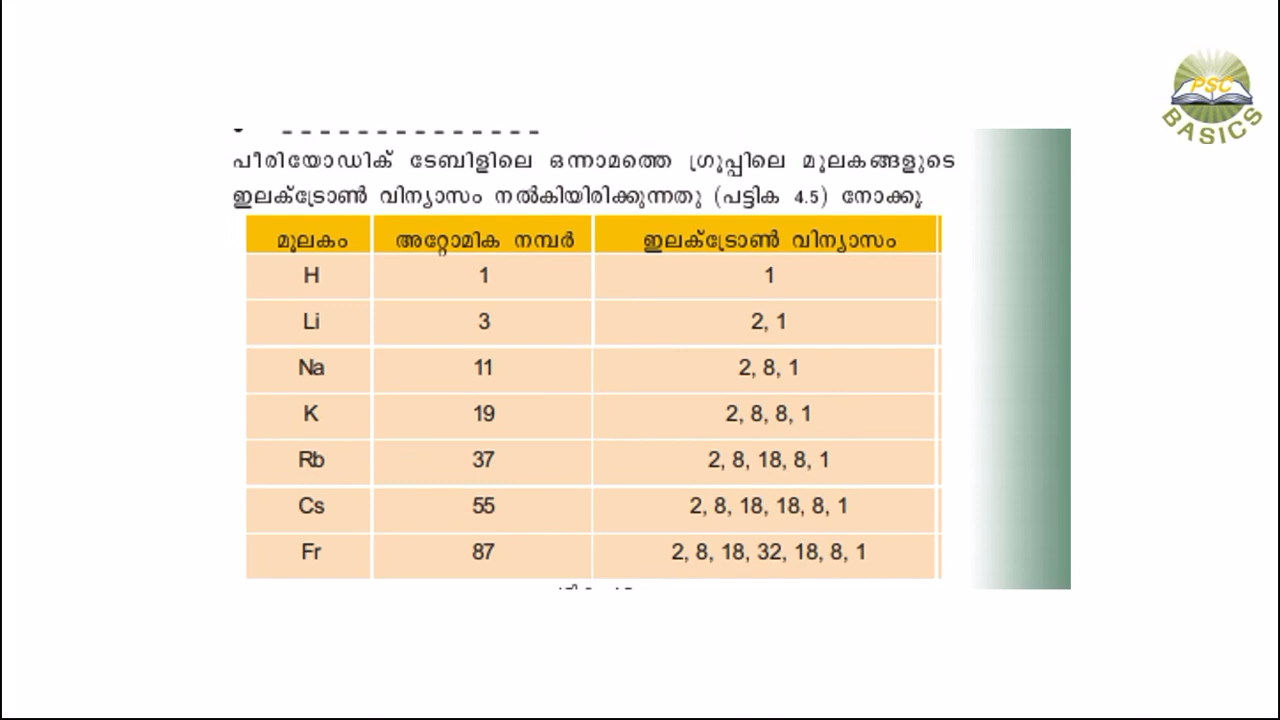 PSC
BASICS
പീരിയോഡിക് ടേബിളിലെ ഒന്നാമത്തെ ഗ്രൂപ്പിലെ മൂലകങ്ങളുടെ
ഇലക്ട്രോൺ വിന്യാസം നൽകിയിരിക്കുന്നതു (പട്ടിക 4.5) നോക്കൂ.
മൂലകം അറ്റോമിക നമ്പർ ഇലക്ട്രോൺ വിന്യാസം
H 1 1
Li 3 2, 1
Na 11 2, 8, 1
K 19 2, 8, 8, 1
Rb 37 2, 8, 18, 8, 1
Cs 55 2, 8, 18, 18, 8, 1
Fr 87 2, 8, 18, 32, 18, 8, 1